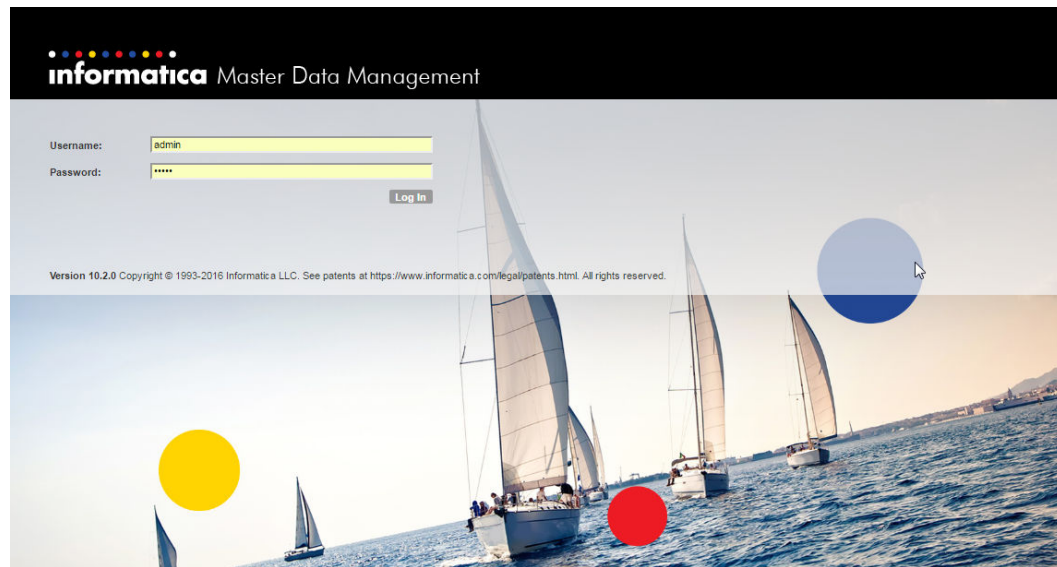 informatica Master Data Management
Username: admin
Password: •••••
Log In
Version 10.2.0 Copyright © 1993-2016 Informatica LLC. See patents at https://www.informatica.com/legal/patents.html. All rights reserved.